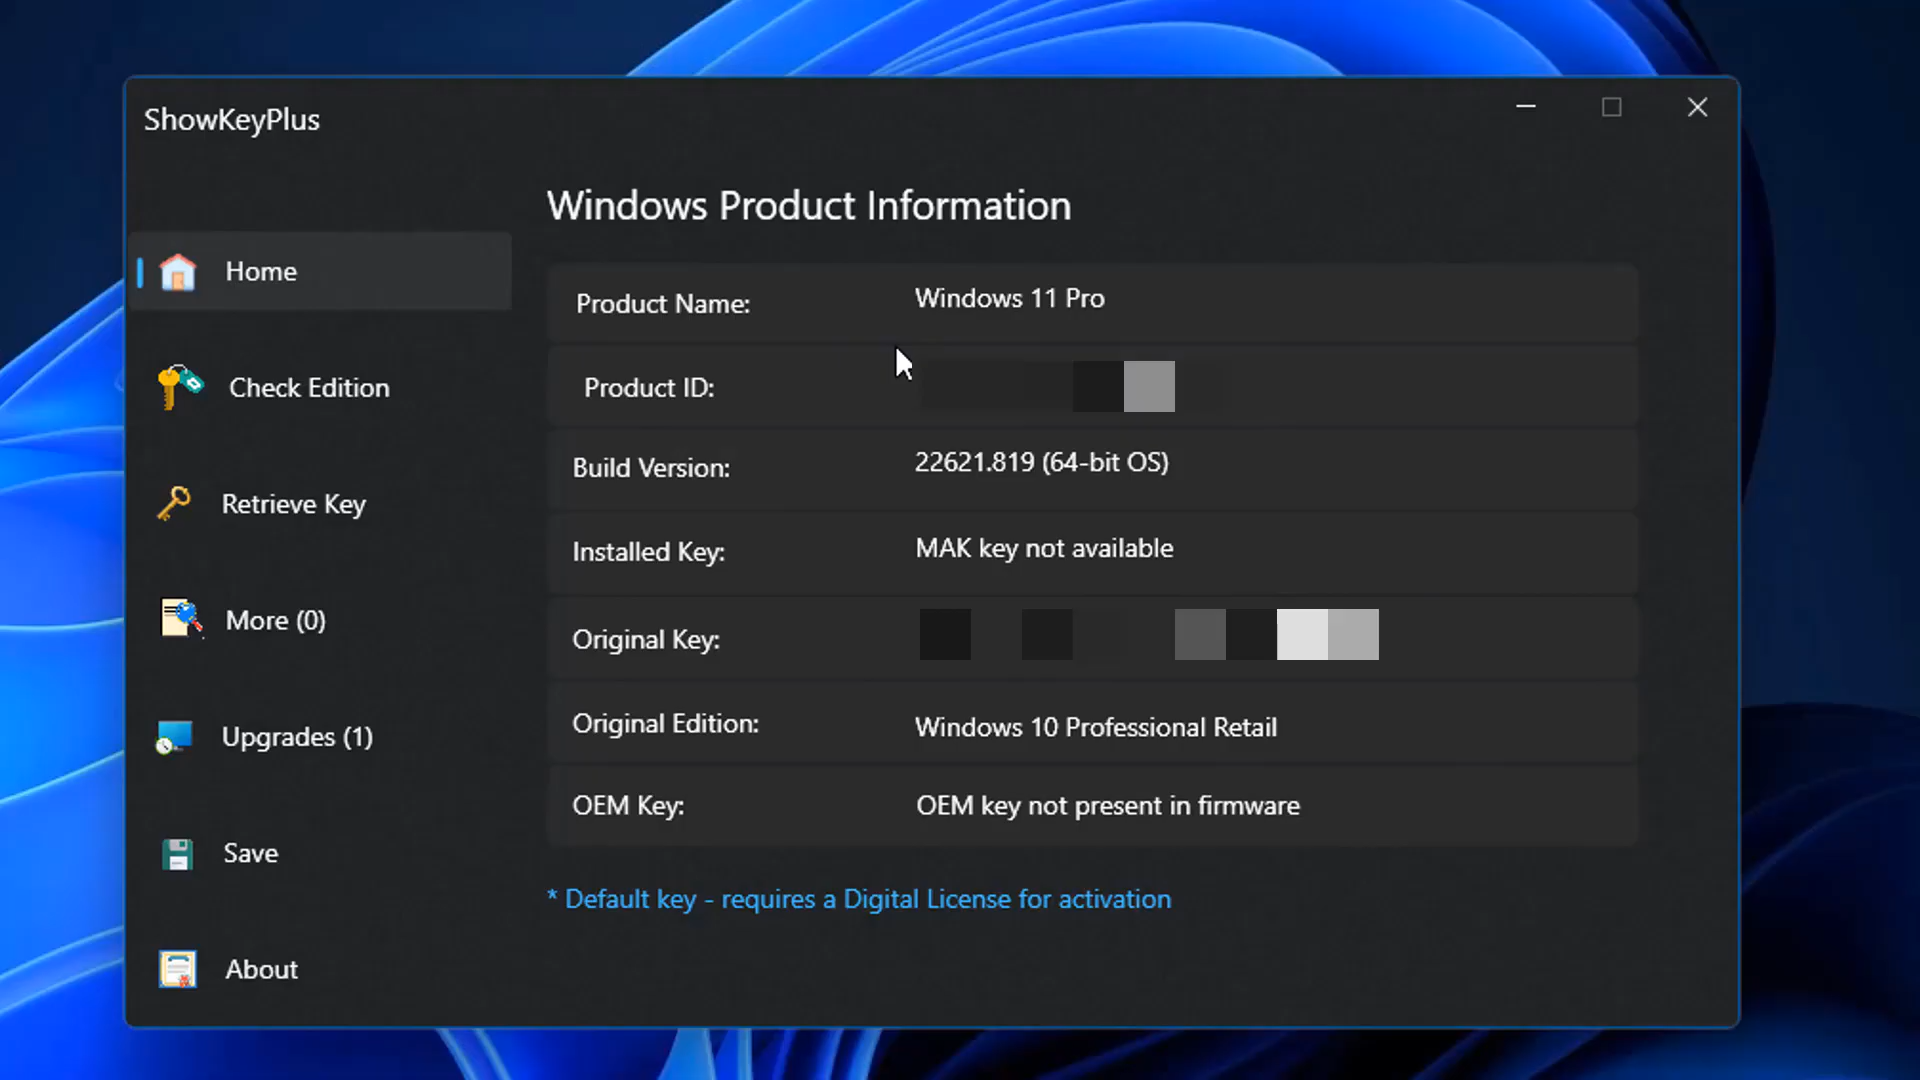 ShowKeyPlus
Windows Product Information
Home
Product Name: Windows 11 Pro
Check Edition
Product ID:
Build Version: 22621.819 (64-bit OS)
Retrieve Key
Installed Key: MAK key not available
More (0)
Original Key:
Upgrades (1)
Original Edition: Windows 10 Professional Retail
OEM Key: OEM key not present in firmware
Save
* Default key - requires a Digital License for activation
About